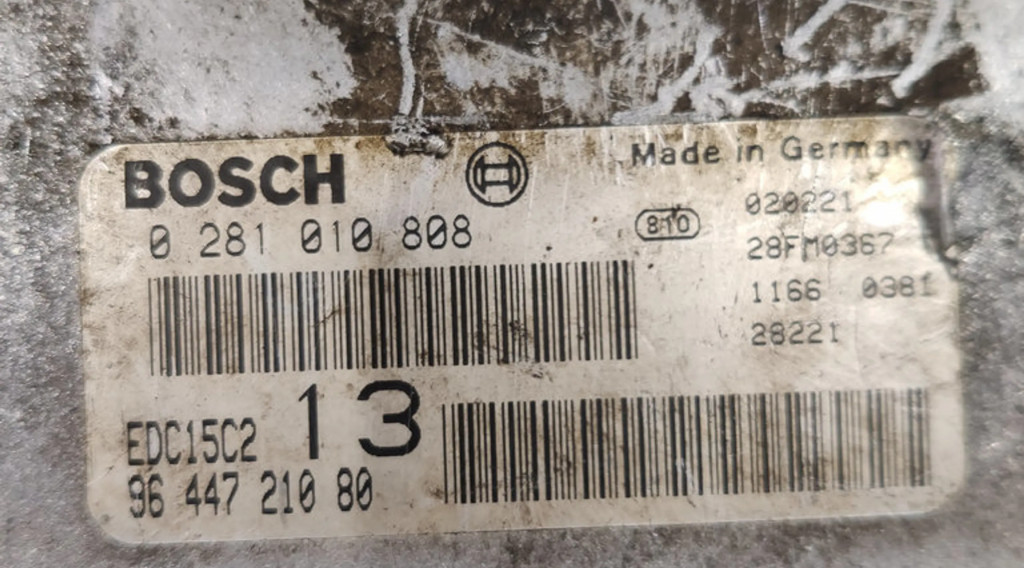 BOSCH
Made in Germany
0 281 010 808
810
020221
28FM0367
1166 0381
28221
EDC15C2 13
96 447 210 80